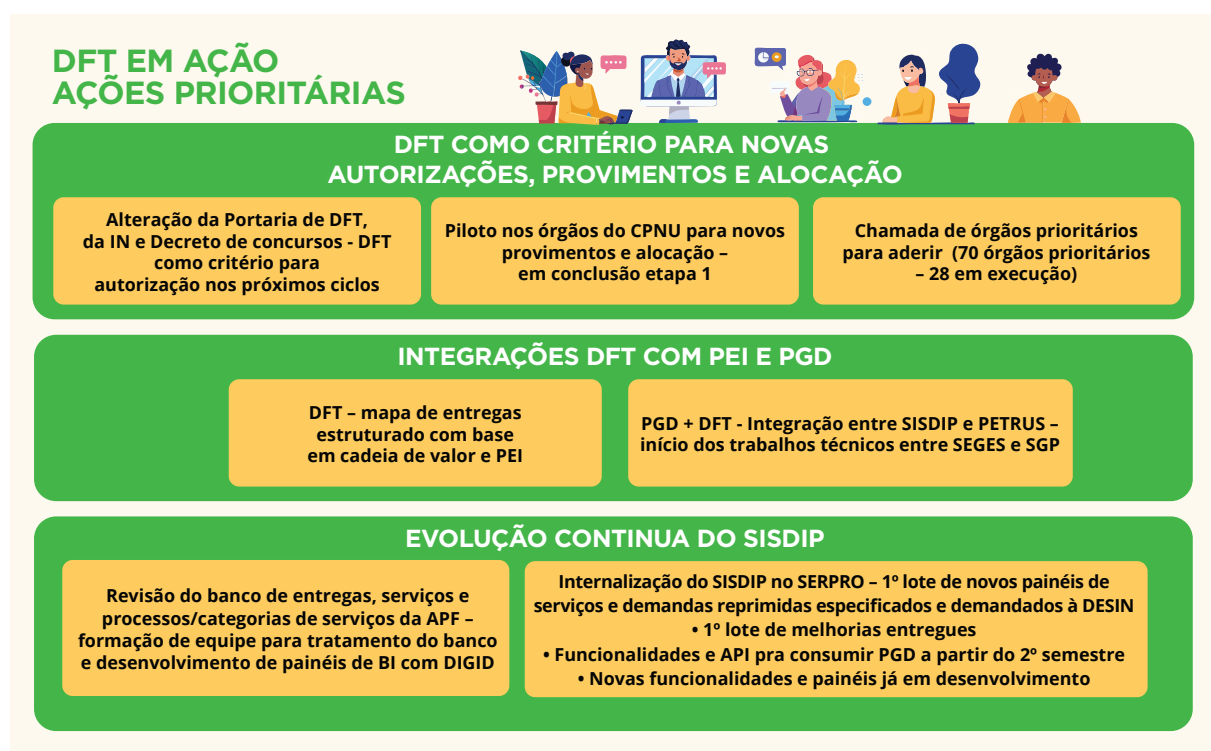 DFT EM AÇÃO
AÇÕES PRIORITÁRIAS
DFT COMO CRITÉRIO PARA NOVAS
AUTORIZAÇÕES, PROVIMENTOS E ALOCAÇÃO
Alteração da Portaria de DFT,
da IN e Decreto de concursos - DFT
como critério para
autorização nos próximos ciclos
Piloto nos órgãos do CPNU para novos
provimentos e alocação –
em conclusão etapa 1
Chamada de órgãos prioritários
para aderir (70 órgãos prioritários
– 28 em execução)
INTEGRAÇÕES DFT COM PEI E PGD
DFT – mapa de entregas
estruturado com base
em cadeia de valor e PEI
PGD + DFT - Integração entre SISDIP e PETRUS –
início dos trabalhos técnicos entre SEGES e SGP
EVOLUÇÃO CONTINUA DO SISDIP
Revisão do banco de entregas, serviços e
processos/categorias de serviços da APF –
formação de equipe para tratamento do banco
e desenvolvimento de painéis de BI com DIGID
Internalização do SISDIP no SERPRO – 1º lote de novos painéis de
serviços e demandas reprimidas especificados e demandados à DESIN
• 1º lote de melhorias entregues
• Funcionalidades e API pra consumir PGD a partir do 2º semestre
• Novas funcionalidades e painéis já em desenvolvimento